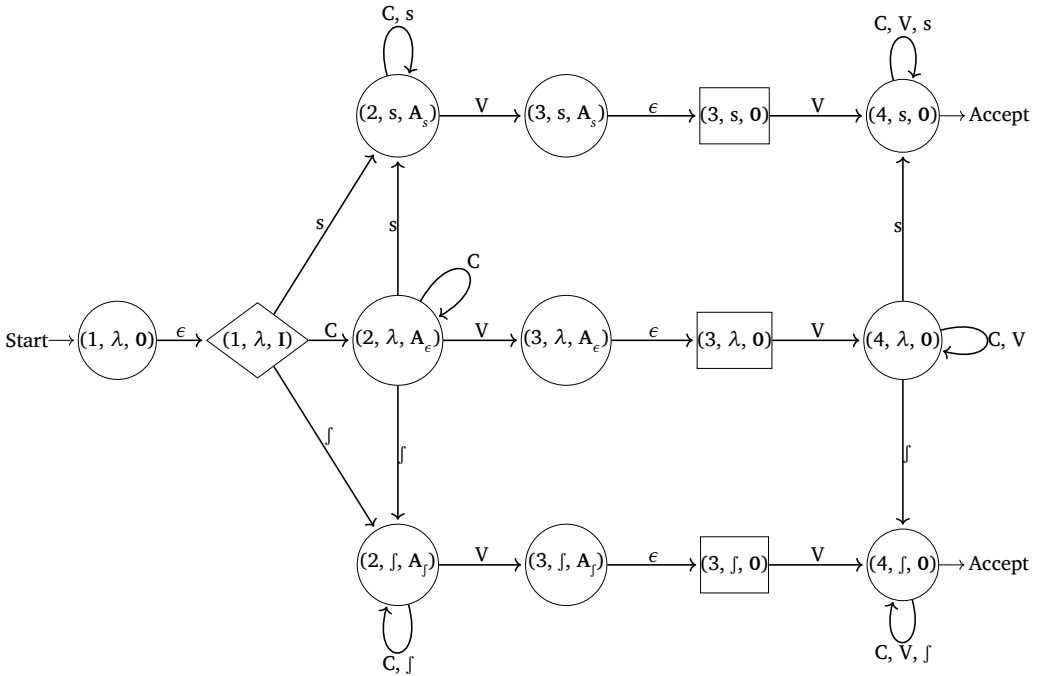 C, s
C, V, s
(2, s, A_s) V (3, s, A_s) ϵ (3, s, 0) V (4, s, 0) Accept
s s s
C
Start (1, λ, 0) ϵ (1, λ, I) C (2, λ, A_ϵ) V (3, λ, A_ϵ) ϵ (3, λ, 0) V (4, λ, 0) C, V
ʃ ʃ ʃ
(2, ʃ, A_ʃ) V (3, ʃ, A_ʃ) ϵ (3, ʃ, 0) V (4, ʃ, 0) Accept
C, ʃ
C, V, ʃ